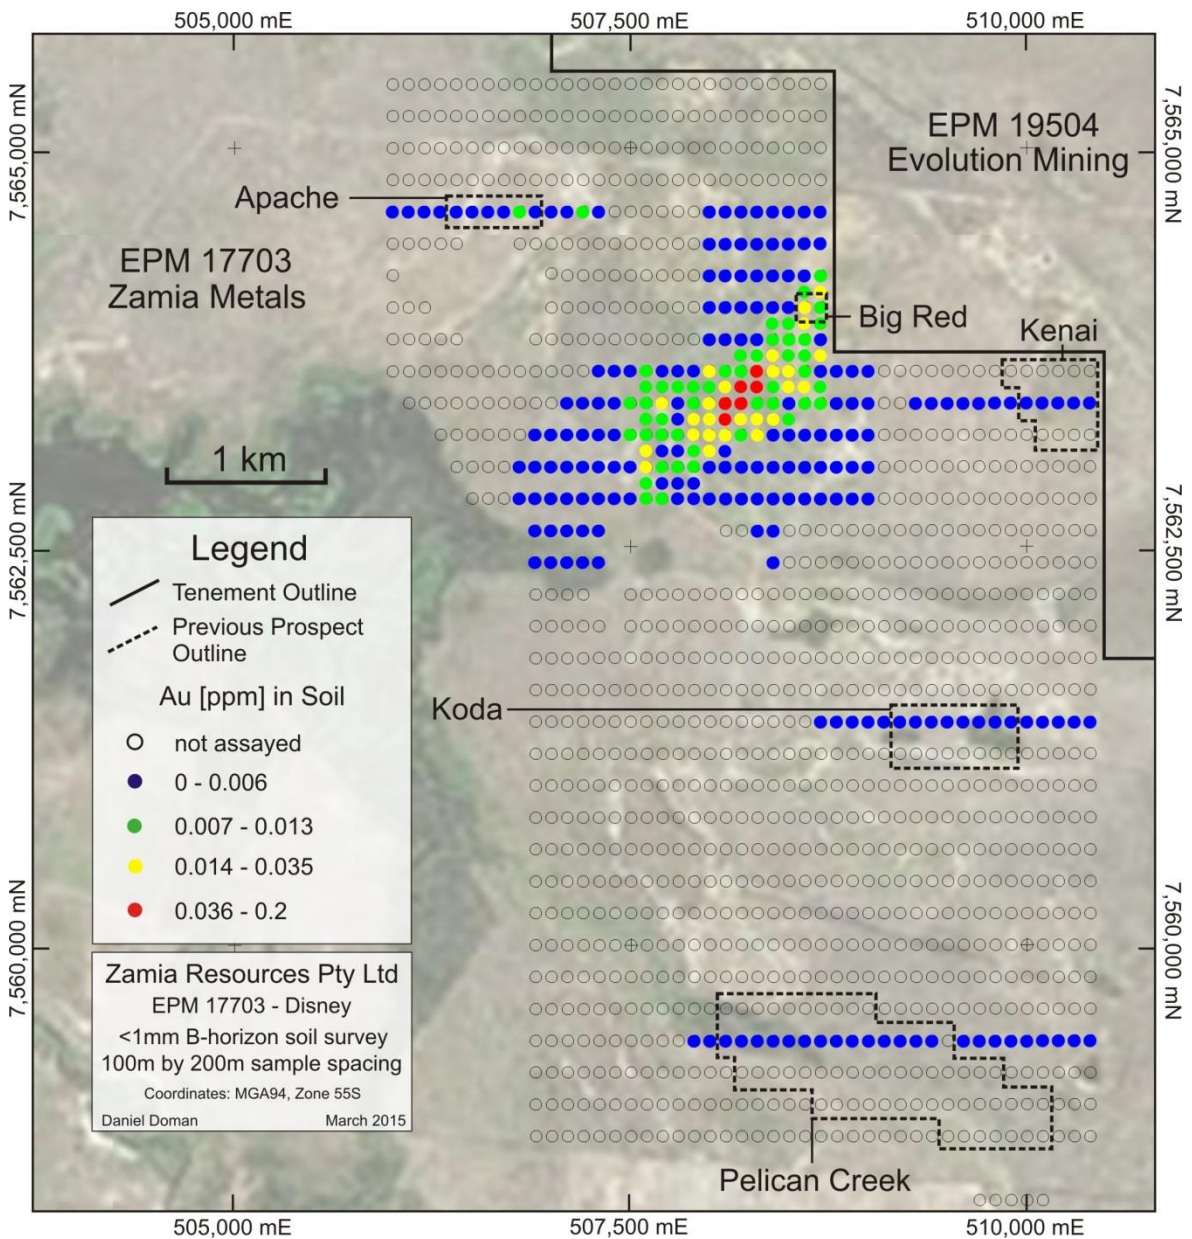 505,000 mE
507,500 mE
510,000 mE
7,565,000 mN
7,565,000 mN
EPM 19504
Evolution Mining
Apache
EPM 17703
Zamia Metals
Big Red
Kenai
1 km
7,562,500 mN
7,562,500 mN
Legend
Tenement Outline
Previous Prospect
Outline
Au [ppm] in Soil
not assayed
0 - 0.006
0.007 - 0.013
0.014 - 0.035
0.036 - 0.2
Koda
7,560,000 mN
7,560,000 mN
Zamia Resources Pty Ltd
EPM 17703 - Disney
<1mm B-horizon soil survey
100m by 200m sample spacing
Coordinates: MGA94, Zone 55S
Daniel Doman
March 2015
Pelican Creek
505,000 mE
507,500 mE
510,000 mE